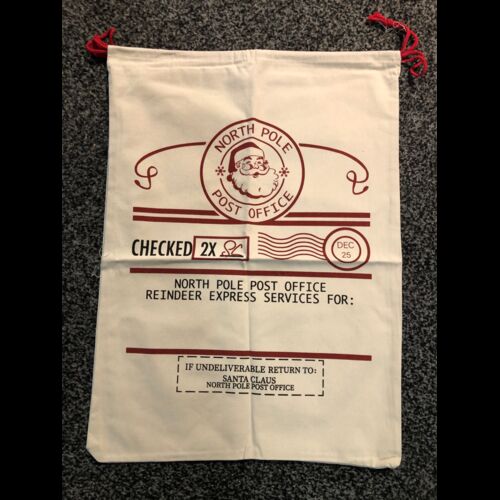 NORTH POLE
POST OFFICE
CHECKED 2X SC
DEC
25
NORTH POLE POST OFFICE
REINDEER EXPRESS SERVICES FOR:
IF UNDELIVERABLE RETURN TO:
SANTA CLAUS
NORTH POLE POST OFFICE